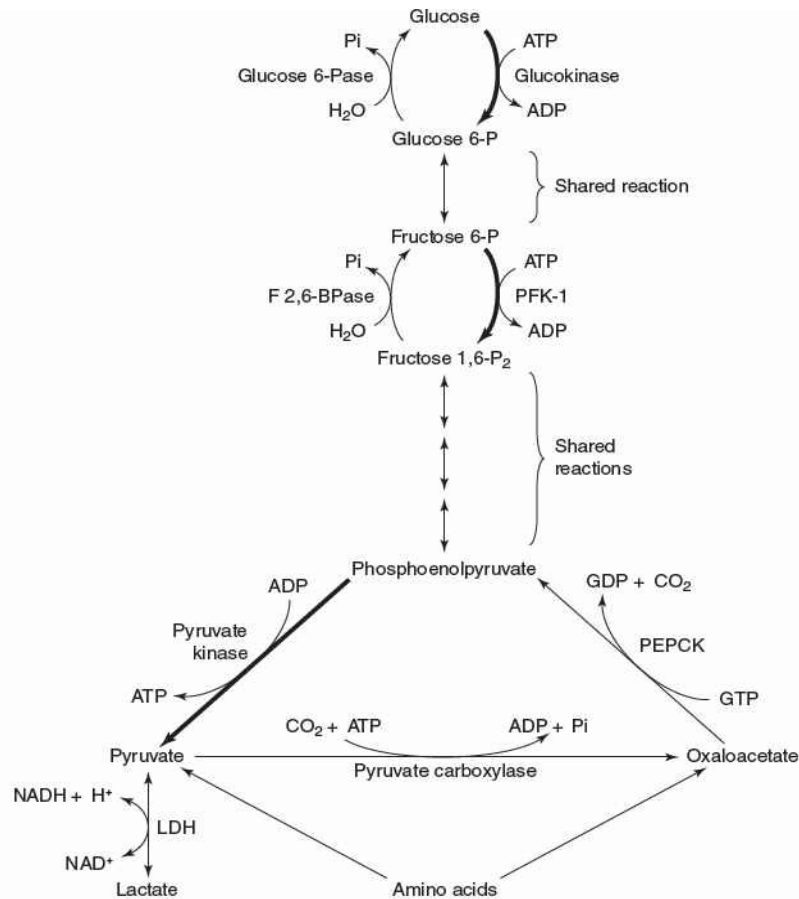 Glucose
Pi
ATP
Glucose 6-Pase
Glucokinase
H₂O
ADP
Glucose 6-P
Shared reaction
Fructose 6-P
Pi
ATP
F 2,6-BPase
PFK-1
H₂O
ADP
Fructose 1,6-P₂
Shared
reactions
Phosphoenolpyruvate
ADP
GDP + CO₂
Pyruvate
kinase
PEPCK
ATP
GTP
CO₂ + ATP
ADP + Pi
Pyruvate
Oxaloacetate
Pyruvate carboxylase
NADH + H⁺
LDH
NAD⁺
Lactate
Amino acids